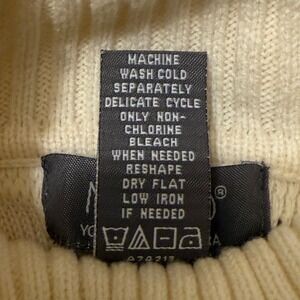 MACHINE
WASH COLD
SEPARATELY
DELICATE CYCLE
ONLY NON-
CHLORINE
BLEACH
WHEN NEEDED
RESHAPE
DRY FLAT
LOW IRON
IF NEEDED